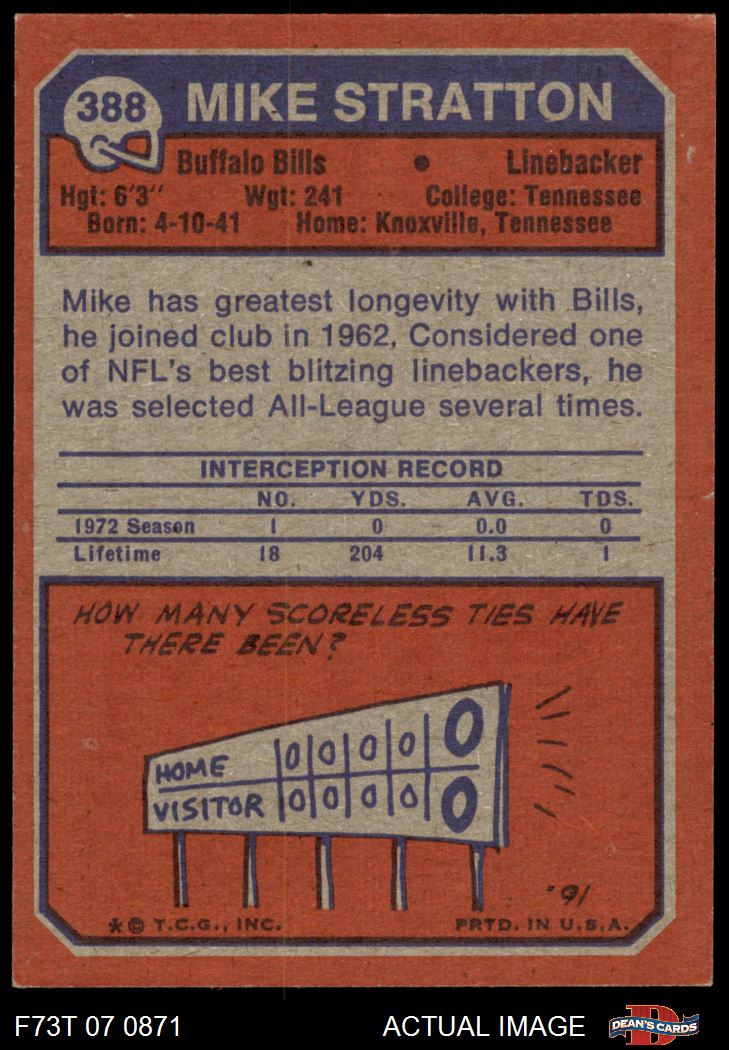 388 MIKE STRATTON
Buffalo Bills • Linebacker
Hgt: 6'3" Wgt: 241 College: Tennessee
Born: 4-10-41 Home: Knoxville, Tennessee
Mike has greatest longevity with Bills,
he joined club in 1962, Considered one
of NFL's best blitzing linebackers, he
was selected All-League several times.
INTERCEPTION RECORD
NO. YDS. AVG. TDS.
1972 Season 1 0 0.0 0
Lifetime 18 204 11.3 1
HOW MANY SCORELESS TIES HAVE
THERE BEEN?
HOME 0 0 0 0 0
VISITOR 0 0 0 0 0
'91
* © T.C.G., INC. PRTD. IN U.S.A.
F73T 07 0871 ACTUAL IMAGE D DEAN'S CARDS